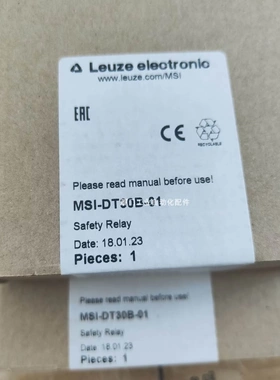 Leuze electronic
www.leuze.com/MSI
EAC
CE
RECYCLABLE
Please read manual before use!
MSI-DT30B-01
Safety Relay
Date: 18.01.23
Pieces: 1
Please read manual before use!
MSI-DT30B-01
Safety Relay
Date: 18.01.23
Pieces: 1